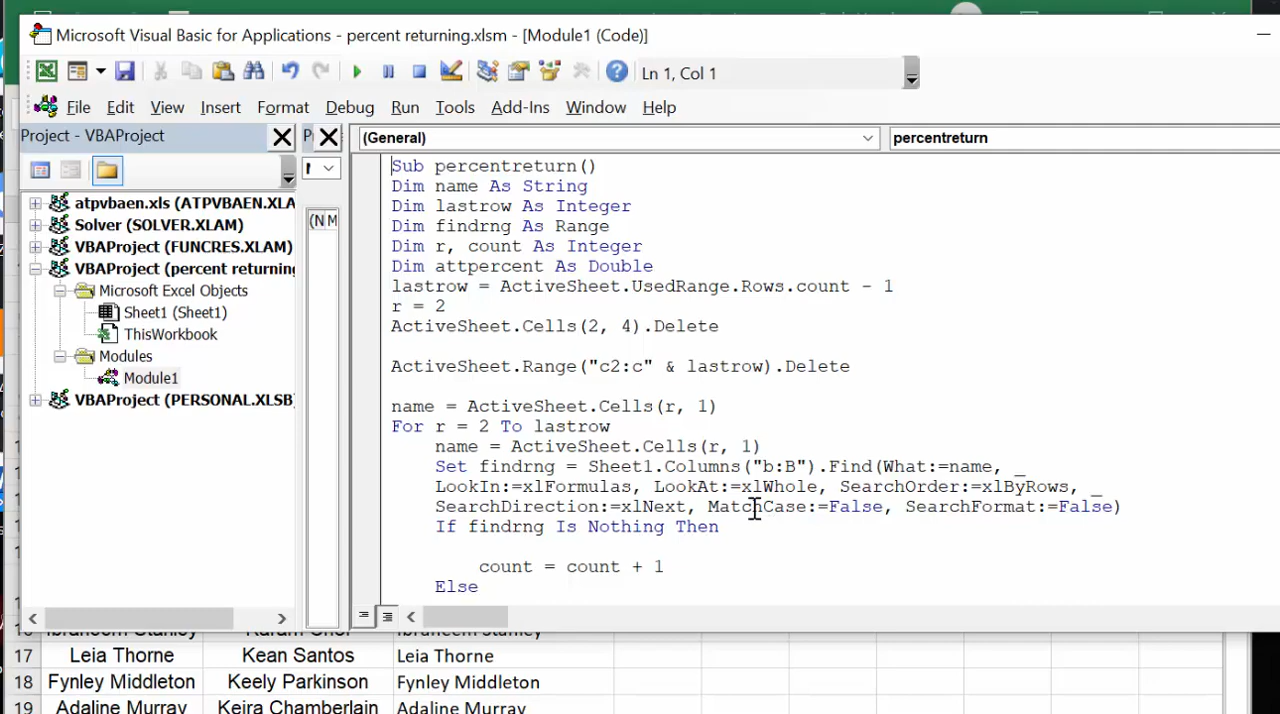 Microsoft Visual Basic for Applications - percent returning.xlsm - [Module1 (Code)]
Ln 1, Col 1
File Edit View Insert Format Debug Run Tools Add-Ins Window Help
Project - VBAProject
(General)
percentreturn
atpvbaen.xls (ATPVBAEN.XLA
Solver (SOLVER.XLAM)
VBAProject (FUNCRES.XLAM)
VBAProject (percent returning
Microsoft Excel Objects
Sheet1 (Sheet1)
ThisWorkbook
Modules
Module1
VBAProject (PERSONAL.XLSB)
(N M
Sub percentreturn()
Dim name As String
Dim lastrow As Integer
Dim findrng As Range
Dim r, count As Integer
Dim attpercent As Double
lastrow = ActiveSheet.UsedRange.Rows.count - 1
r = 2
ActiveSheet.Cells(2, 4).Delete
ActiveSheet.Range("c2:c" & lastrow).Delete
name = ActiveSheet.Cells(r, 1)
For r = 2 To lastrow
name = ActiveSheet.Cells(r, 1)
Set findrng = Sheet1.Columns("b:B").Find(What:=name, _
LookIn:=xlFormulas, LookAt:=xlWhole, SearchOrder:=xlByRows, _
SearchDirection:=xlNext, MatchCase:=False, SearchFormat:=False)
If findrng Is Nothing Then
count = count + 1
Else
17 Leia Thorne Kean Santos Leia Thorne
18 Fynley Middleton Keely Parkinson Fynley Middleton
19 Adaline Murray Keira Chamberlain Adaline Murray